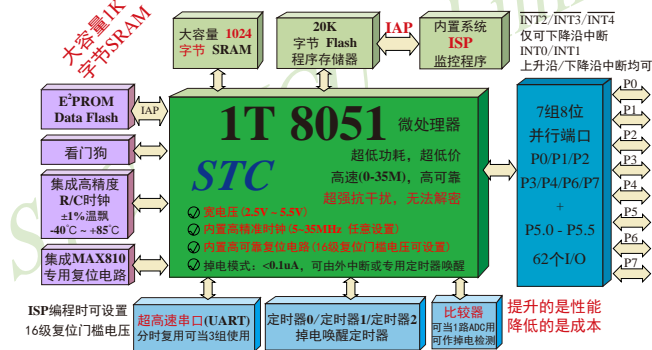 大容量1K
字节SRAM
大容量 1024
字节 SRAM
20K
字节 Flash
程序存储器
IAP
内置系统
ISP
监控程序
INT2/INT3/INT4
仅可下降沿中断
INT0/INT1
上升沿/下降沿中断均可
E²PROM
Data Flash
IAP
看门狗
集成高精度
R/C时钟
±1%温飘
-40℃ ~ +85℃
集成MAX810
专用复位电路
1T 8051 微处理器
STC
超低功耗，超低价
高速(0-35M)，高可靠
超强抗干扰，无法解密
宽电压(2.5V ~ 5.5V)
内置高精准时钟(5~35MHz 任意设置)
内置高可靠复位电路(16级复位门槛电压可设置)
掉电模式：<0.1uA，可由外中断或专用定时器唤醒
7组8位
并行端口
P0/P1/P2
P3/P4/P6/P7
+
P5.0 - P5.5
62个I/O
P0
P1
P2
P3
P4
P5
P6
P7
ISP编程时可设置
16级复位门槛电压
超高速串口(UART)
分时复用可当3组使用
定时器0/定时器1/定时器2
掉电唤醒定时器
比较器
可当1路ADC用
可作掉电检测
提升的是性能
降低的是成本